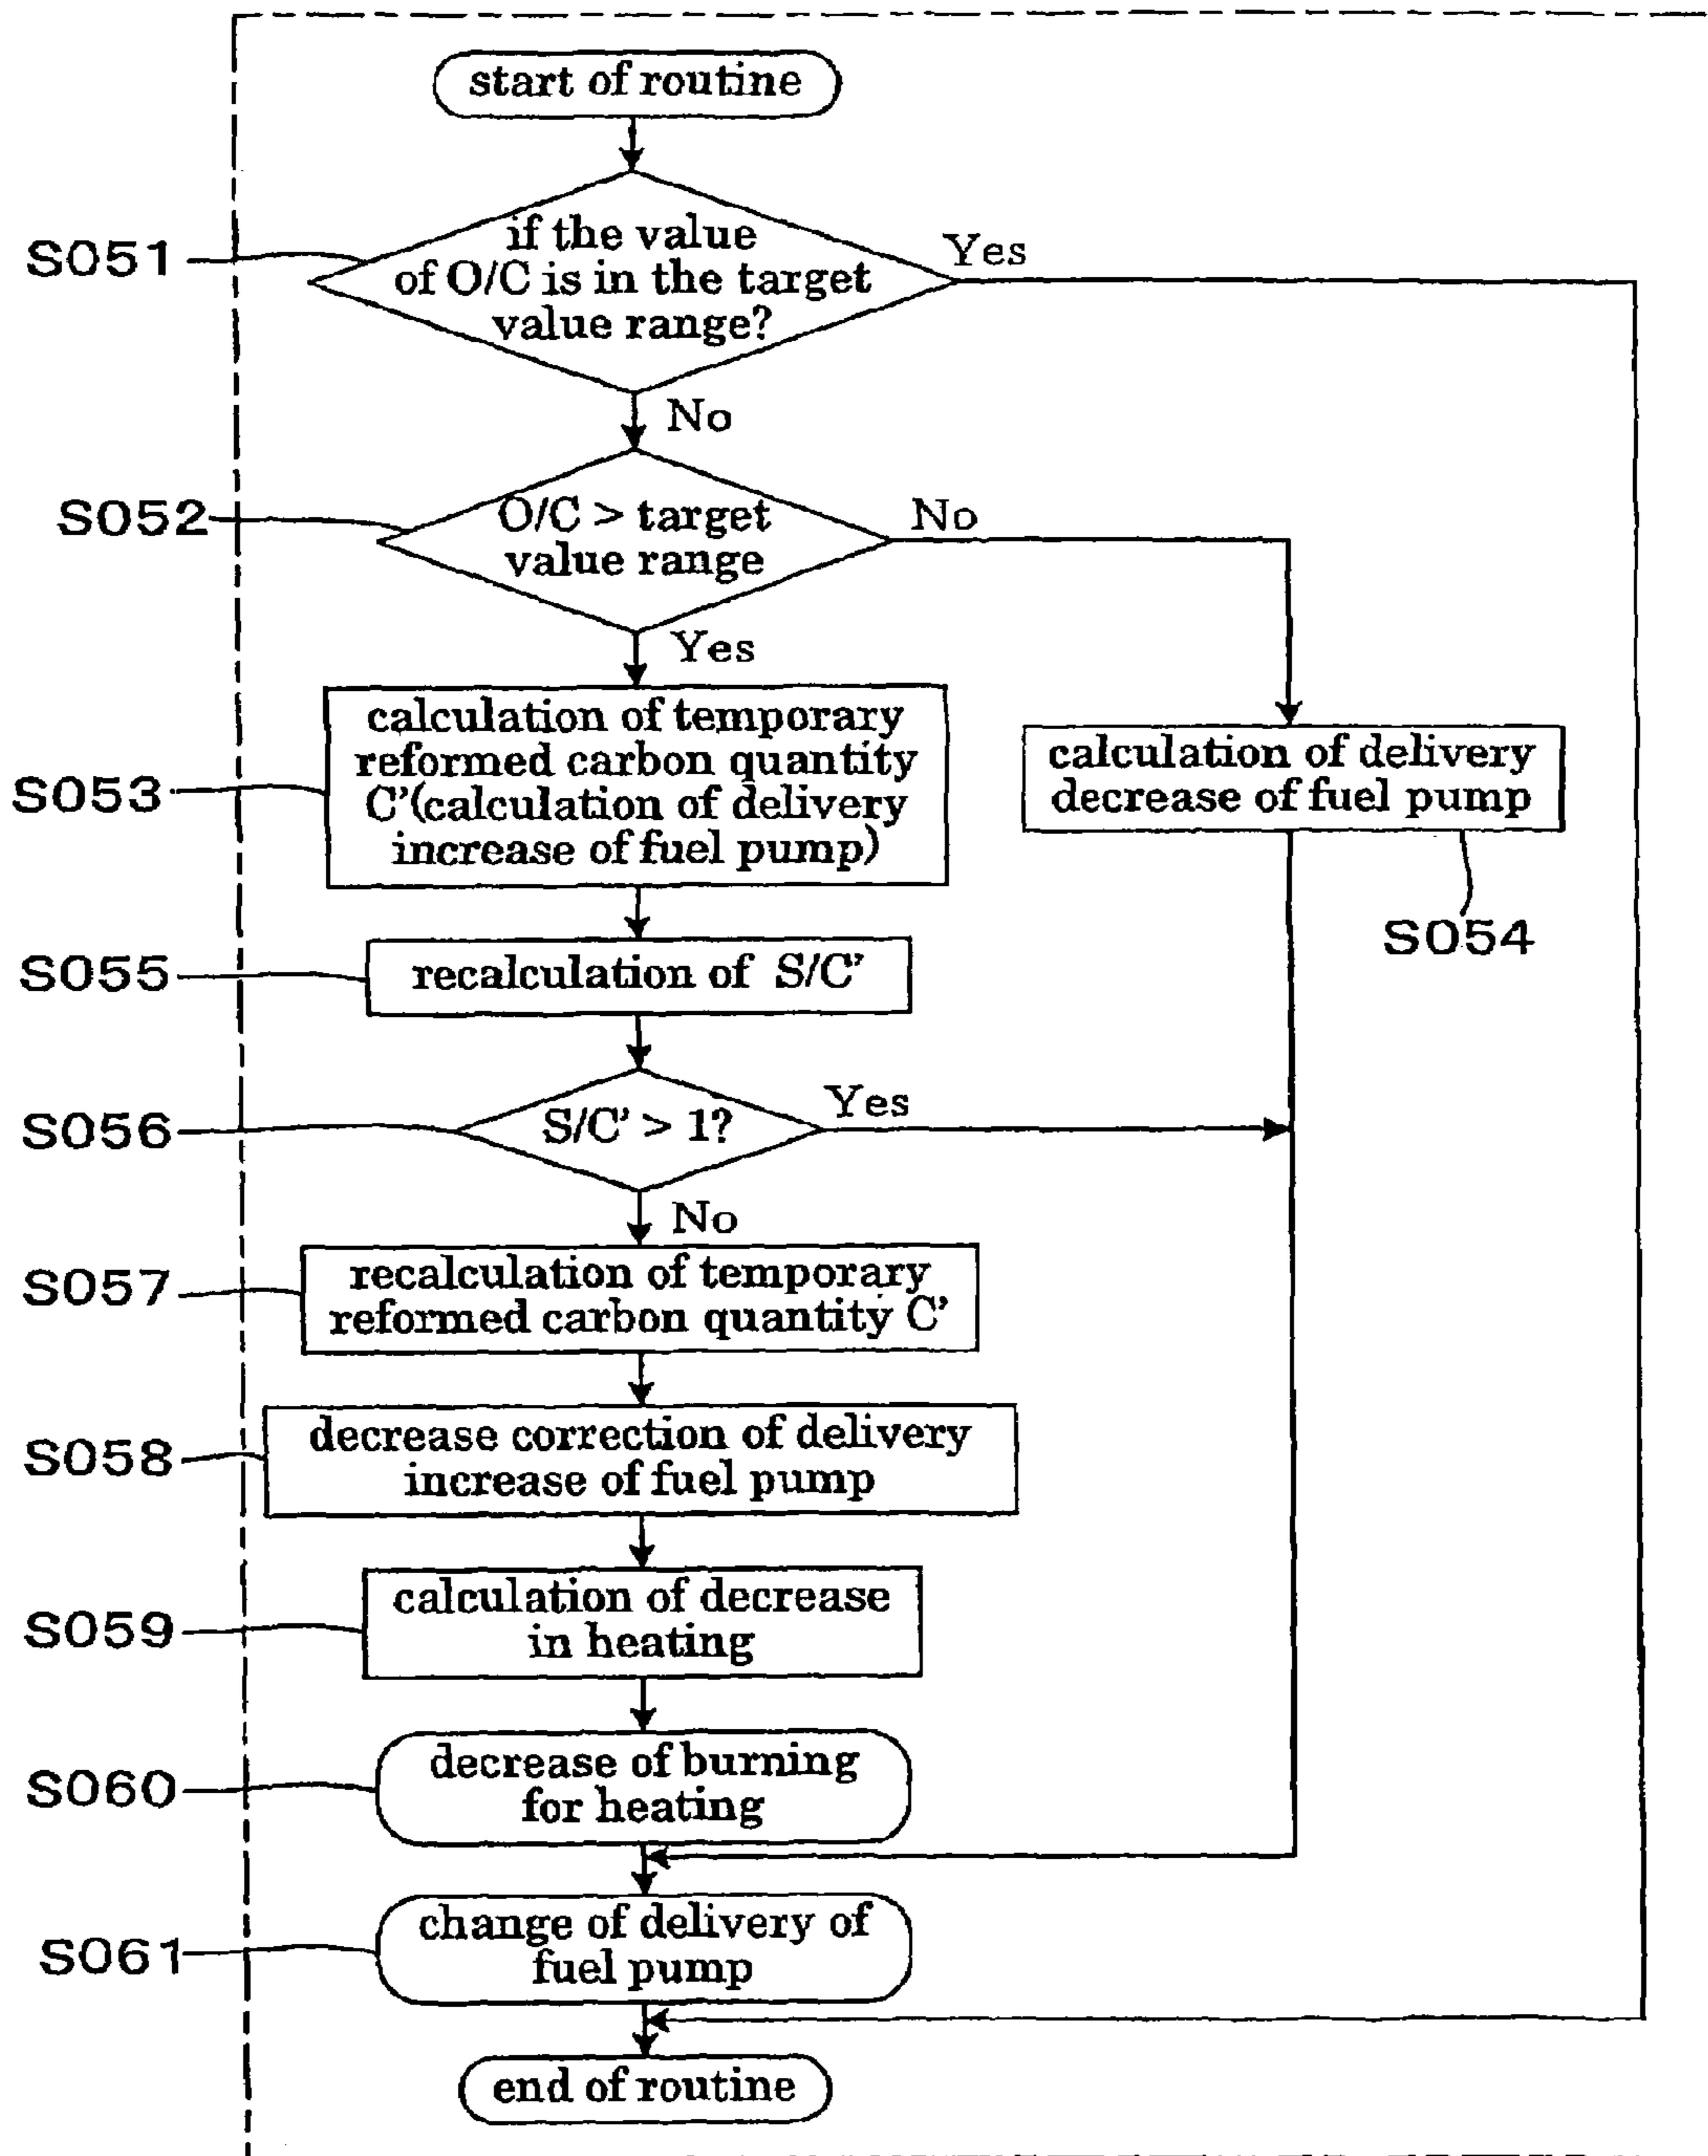 start of routine
S051
if the value
of O/C is in the target
value range?
Yes
No
S052
O/C > target
value range
No
Yes
S053
calculation of temporary
reformed carbon quantity
C'(calculation of delivery
increase of fuel pump)
calculation of delivery
decrease of fuel pump
S054
S055
recalculation of S/C'
S056
S/C' > 1?
Yes
No
S057
recalculation of temporary
reformed carbon quantity C'
S058
decrease correction of delivery
increase of fuel pump
S059
calculation of decrease
in heating
S060
decrease of burning
for heating
S061
change of delivery of
fuel pump
end of routine